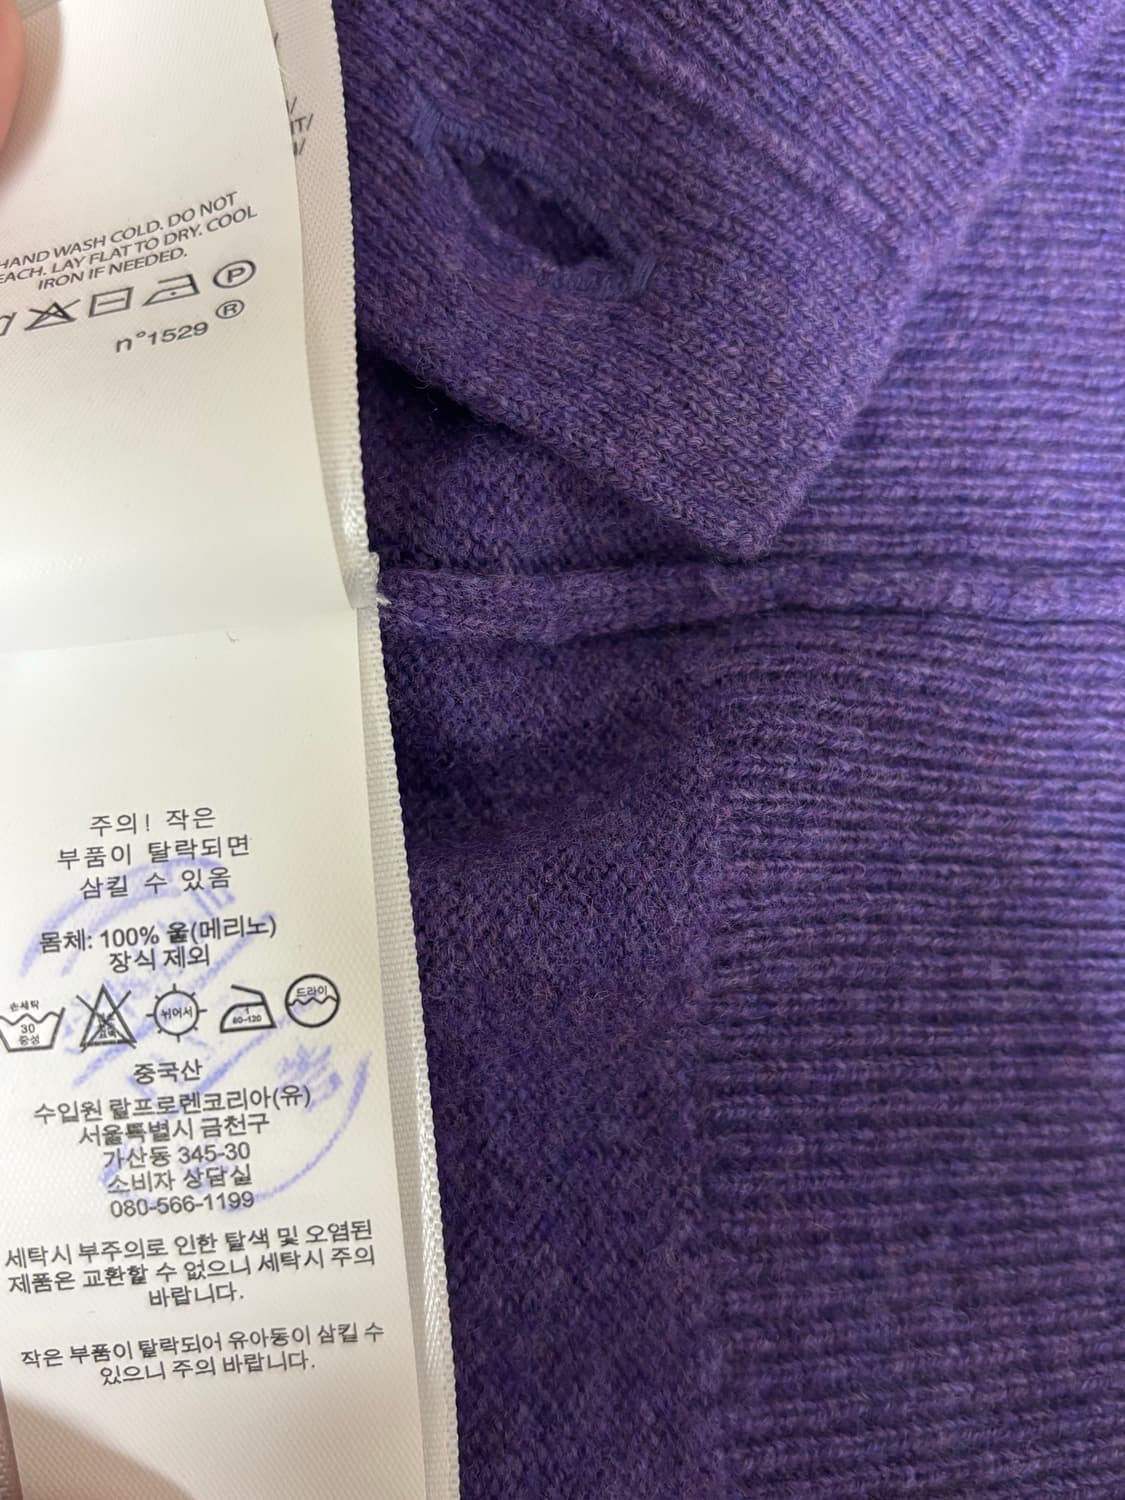 HAND WASH COLD. DO NOT
EACH. LAY FLAT TO DRY. COOL
IRON IF NEEDED.
P
R
n°1529
주의! 작은
부품이 탈락되면
삼킬 수 있음
몸체: 100% 울(메리노)
장식 제외
손세탁
30
중성
뉘어서
80~120
드라이
중국산
수입원 랄프로렌코리아(유)
서울특별시 금천구
가산동 345-30
소비자 상담실
080-566-1199
세탁시 부주의로 인한 탈색 및 오염된
제품은 교환할 수 없으니 세탁시 주의
바랍니다.
작은 부품이 탈락되어 유아동이 삼킬 수
있으니 주의 바랍니다.